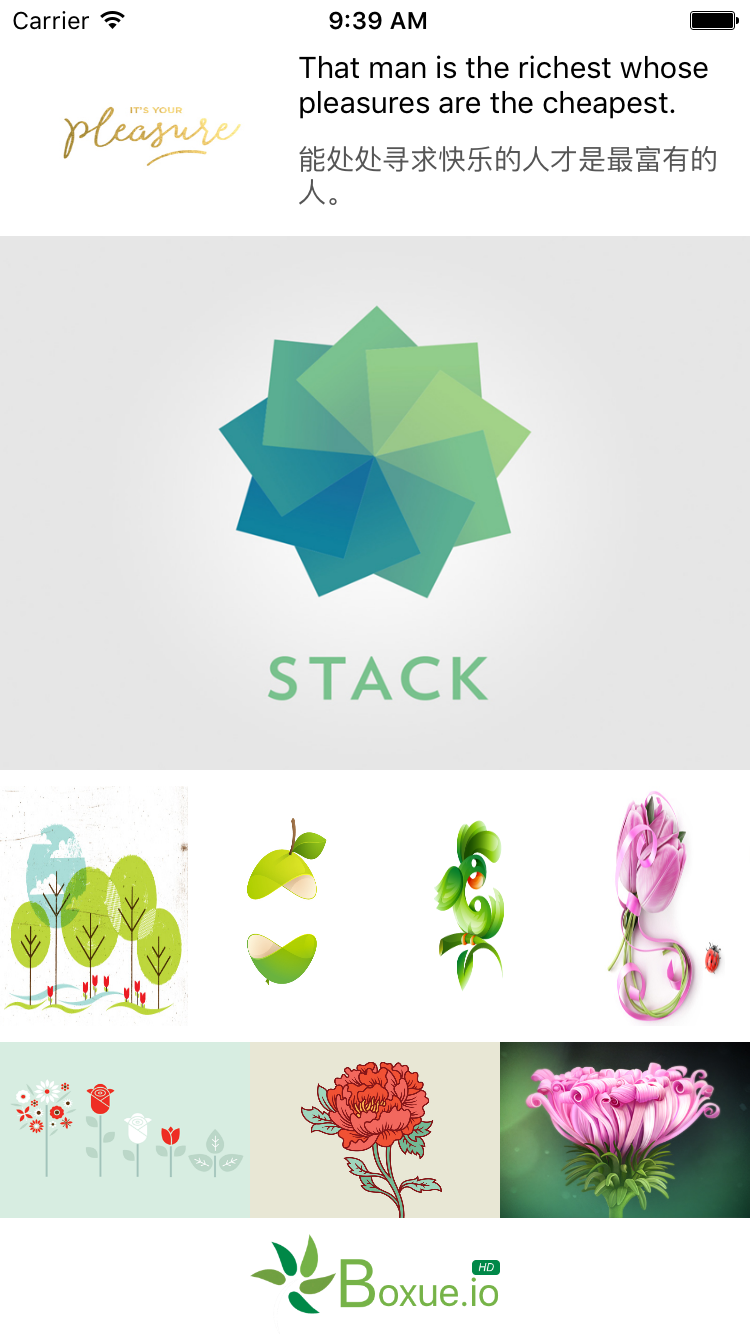 Carrier 9:39 AM
IT'S YOUR
pleasure
That man is the richest whose
pleasures are the cheapest.
能处处寻求快乐的人才是最富有的
人。
STACK
HD
Boxue.io